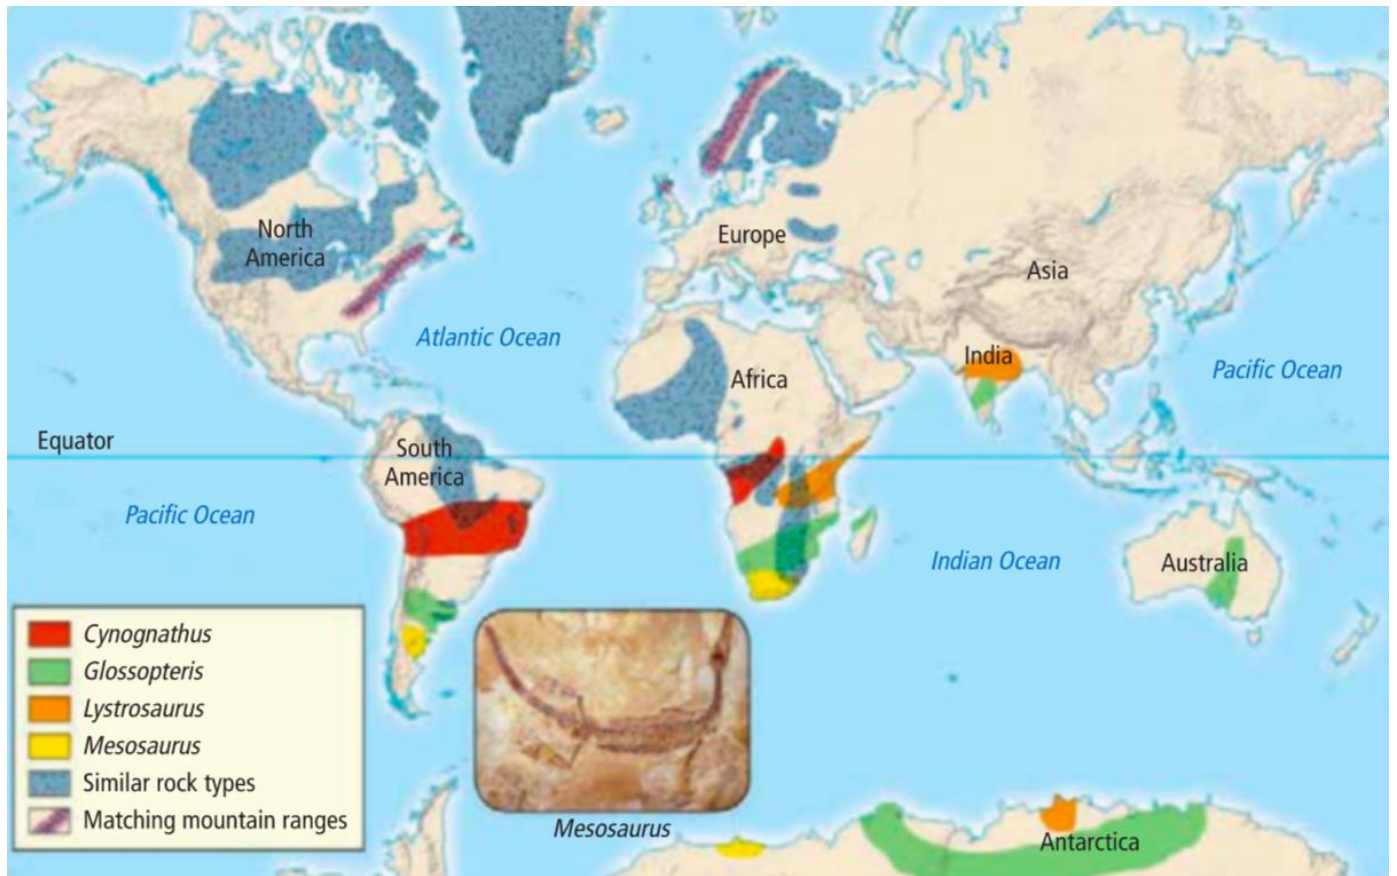 North
America
Europe
Asia
Atlantic Ocean
India
Africa
Pacific Ocean
Equator
South
America
Pacific Ocean
Indian Ocean
Australia
Cynognathus
Glossopteris
Lystrosaurus
Mesosaurus
Similar rock types
Matching mountain ranges
Mesosaurus
Antarctica